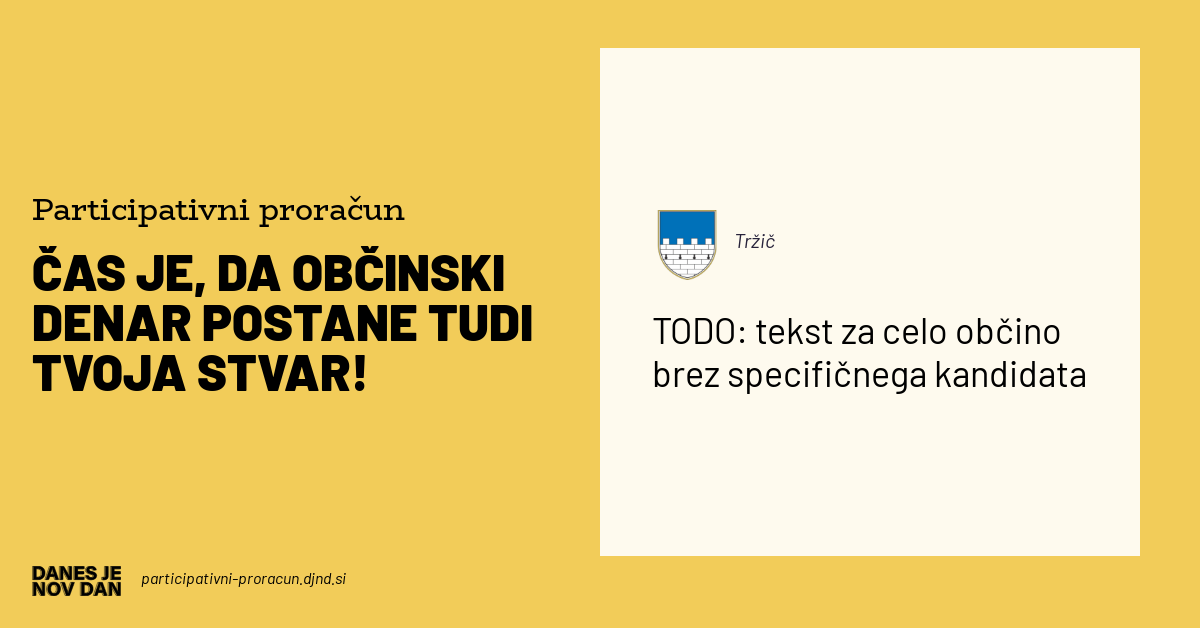 Participativni proračun
ČAS JE, DA OBČINSKI
DENAR POSTANE TUDI
TVOJA STVAR!
DANES JE
NOV DAN
participativni-proracun.djnd.si
Tržič
TODO: tekst za celo občino
brez specifičnega kandidata